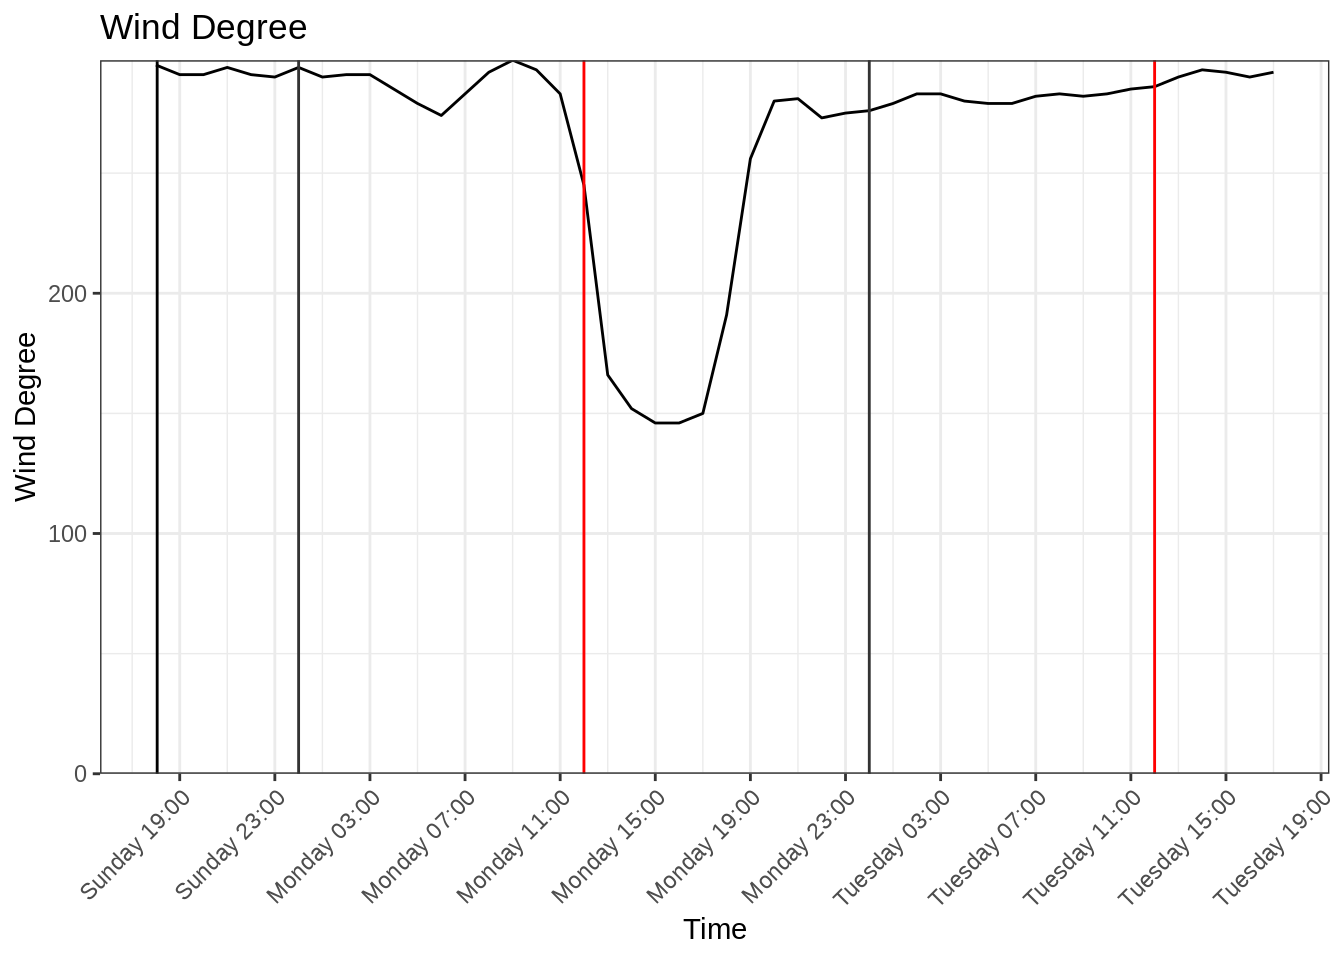 Wind Degree
Wind Degree
200
100
0
Sunday 19:00
Sunday 23:00
Monday 03:00
Monday 07:00
Monday 11:00
Monday 15:00
Monday 19:00
Monday 23:00
Tuesday 03:00
Tuesday 07:00
Tuesday 11:00
Tuesday 15:00
Tuesday 19:00
Time